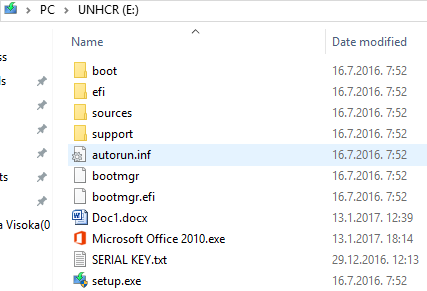 PC > UNHCR (E:)
Name Date modified
ss
ds
boot 16.7.2016. 7:52
efi 16.7.2016. 7:52
sources 16.7.2016. 7:52
support 16.7.2016. 7:52
autorun.inf 16.7.2016. 7:52
ts bootmgr 16.7.2016. 7:52
bootmgr.efi 16.7.2016. 7:52
a Visoka(0 Doc1.docx 13.1.2017. 12:39
Microsoft Office 2010.exe 13.1.2017. 18:14
SERIAL KEY.txt 29.12.2016. 12:13
setup.exe 16.7.2016. 7:52